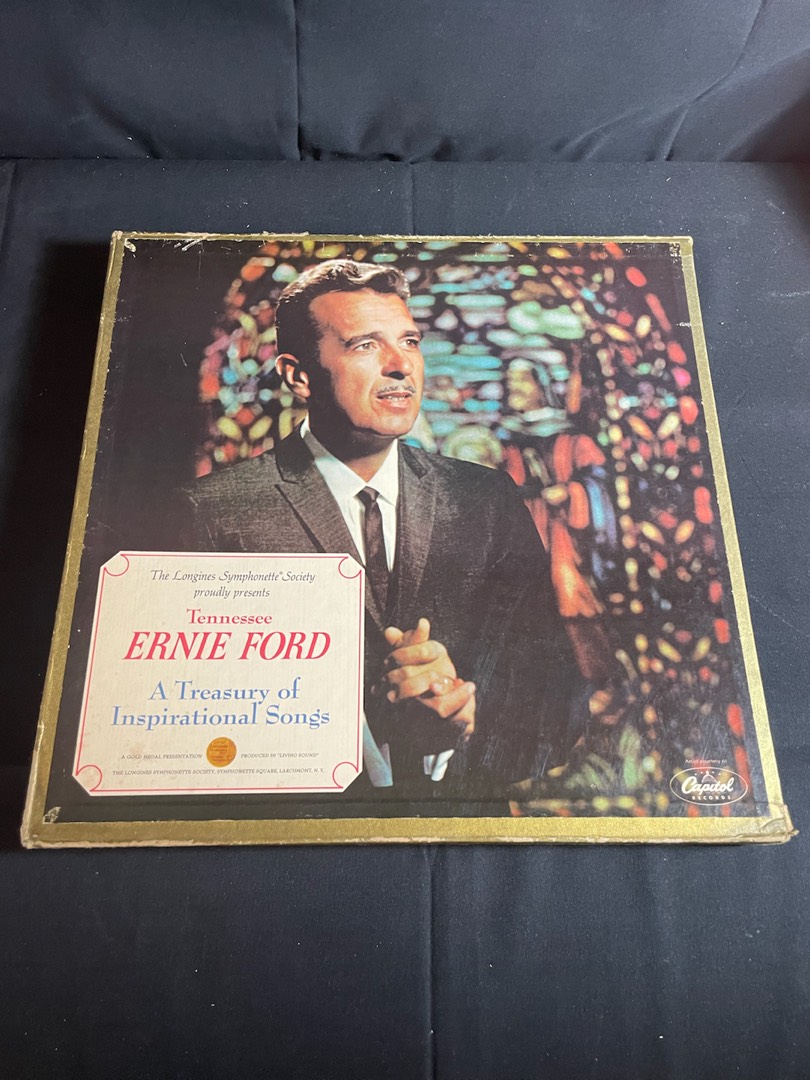 The Longines Symphonette® Society
proudly presents
Tennessee
ERNIE FORD
A Treasury of
Inspirational Songs
A GOLD MEDAL PRESENTATION PRODUCED IN "LIVING SOUND"
THE LONGINES SYMPHONETTE SOCIETY, SYMPHONETTE SQUARE, LARCHMONT, N. Y.
Capitol
RECORDS